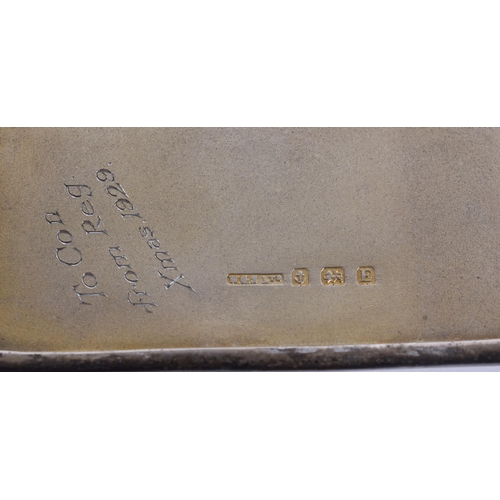 To Con
from Reg.
Xmas, 1929.